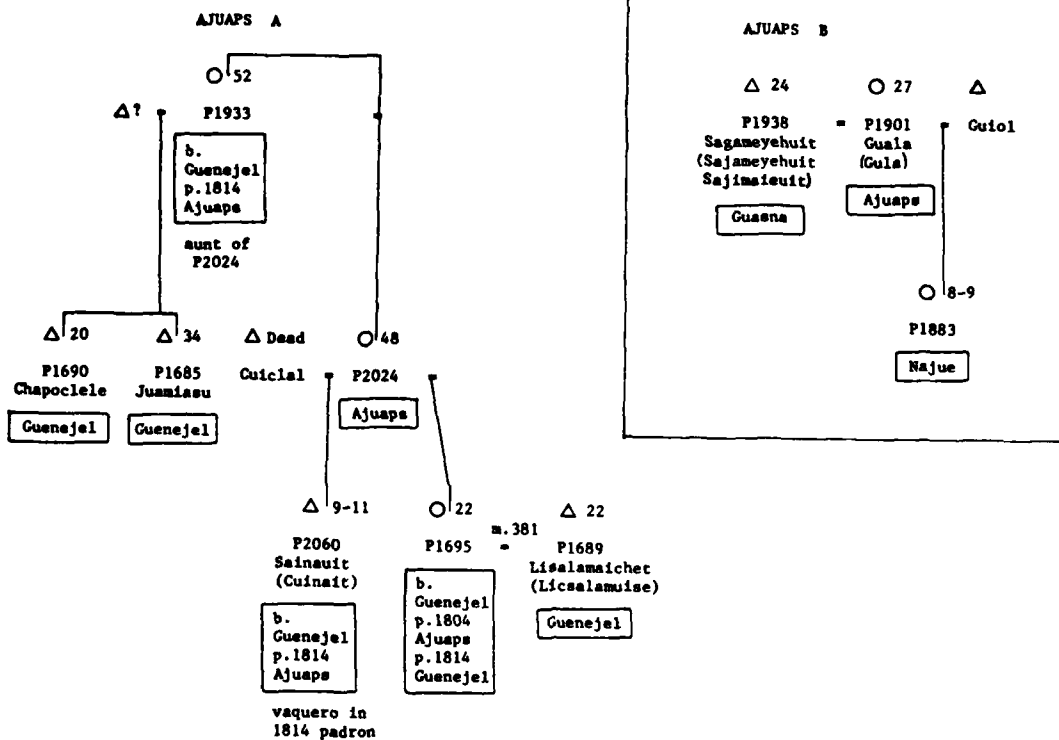 AJUAPS A
52
P1933
?
b.
Guenejel
p.1814
Ajuaps
aunt of
P2024
20
P1690
Chapoclele
Guenejel
34
P1685
Juamiasu
Guenejel
Dead
Cuiclal
=
48
P2024
=
Ajuaps
9-11
P2060
Sainauit
(Cuinait)
b.
Guenejel
p.1814
Ajuaps
vaquero in
1814 padron
22
P1695
b.
Guenejel
p.1804
Ajuaps
p.1814
Guenejel
m.381
=
22
P1689
Lisalamaichet
(Licsalamuise)
Guenejel
AJUAPS B
24
P1938
Sagameyehuit
(Sajameyehuit
Sajimaieuit)
Guasna
=
27
P1901
Guala
(Gula)
Ajuaps
=
Guiol
8-9
P1883
Najue